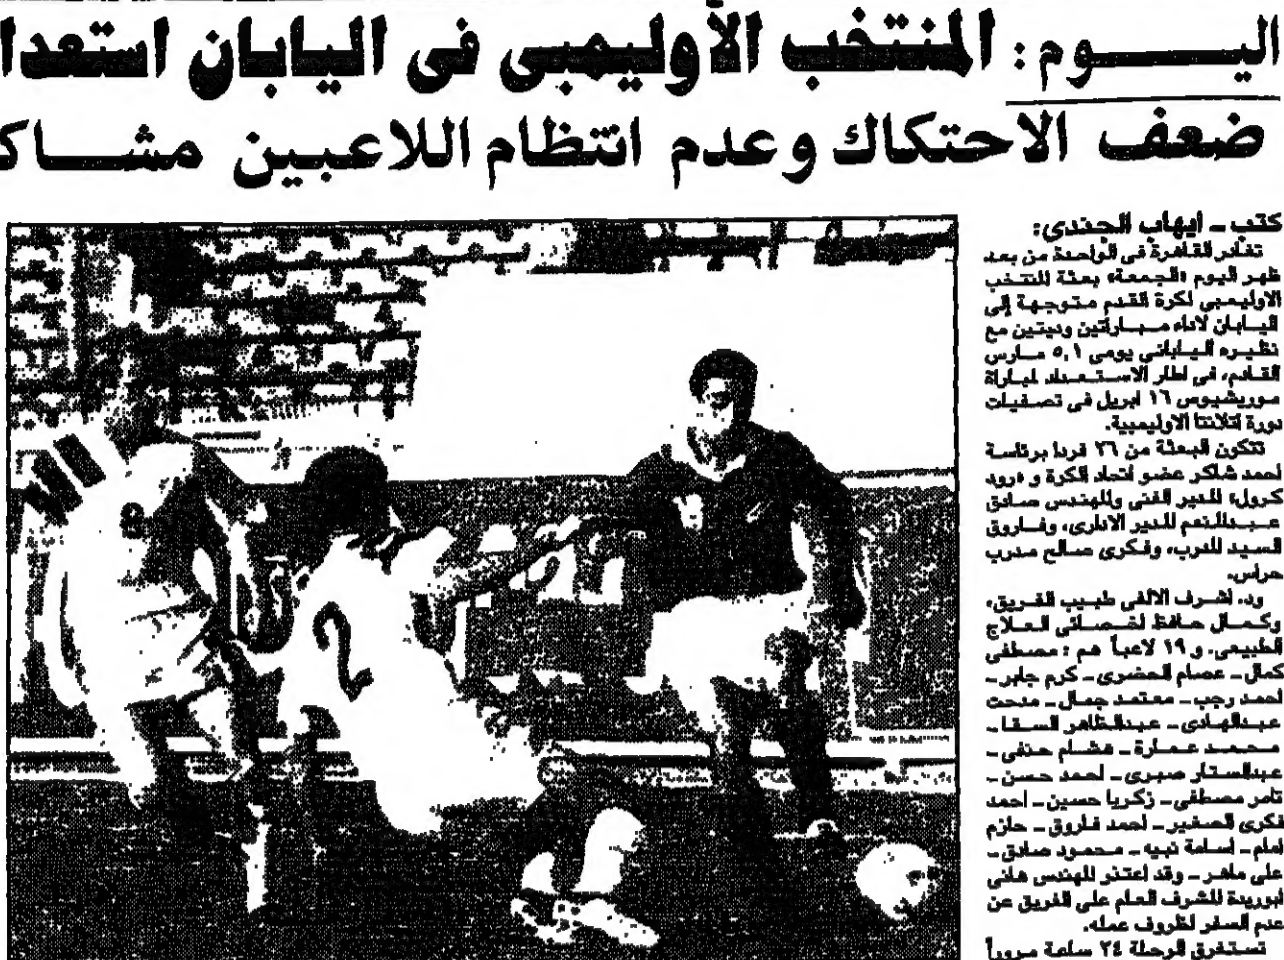 اليـــوم : المنتخب الأوليمبى فى اليابان استعدا
ضعف الاحتكاك وعدم انتظام اللاعبين مشـــاك
كتب ـ ايهاب الجندى:
تغادر القاهرة فى الواحدة من بعد
ظهر اليوم «الجمعة» بعثة المنتخب
الاوليمبى لكرة القدم متوجهة إلى
اليابان لاداء مباراتين وديتين مع
نظيره اليابانى يومى ٥,١ مارس
القادم، فى اطار الاستعداد لمباراة
موريشيوس ١٦ ابريل فى تصفيات
دورة اتلانتا الاوليمبية.
تتكون البعثة من ٢٦ فردا برئاسة
احمد شاكر عضو اتحاد الكرة و «رود
كرول» المدير الفنى والمهندس صادق
عبدالمنعم المدير الادارى، وفاروق
السيد المدرب، وفكرى صالح مدرب
حراس.
ود. اشرف الالفى طبيب الفريق،
وكمال حافظ اخصائى العلاج
الطبيعى. و ١٩ لاعباً هم : مصطفى
كمال ـ عصام الحضرى ـ كرم جابر ـ
احمد رجب ـ معتمد جمال ـ مدحت
عبدالهادى ـ عبدالظاهر السقا ـ
محمد عمارة ـ هشام حنفى ـ
عبدالستار صبرى ـ احمد حسن ـ
تامر مصطفى ـ زكريا حسين ـ احمد
فكرى الصغير ـ احمد فاروق ـ حازم
امام ـ اسامة نبيه ـ محمود صادق ـ
على ماهر ـ وقد اعتذر المهندس هانى
ابوريدة المشرف العام على الفريق عن
عدم السفر لظروف عمله.
تستغرق الرحلة ٢٤ ساعة مروراً
8
2